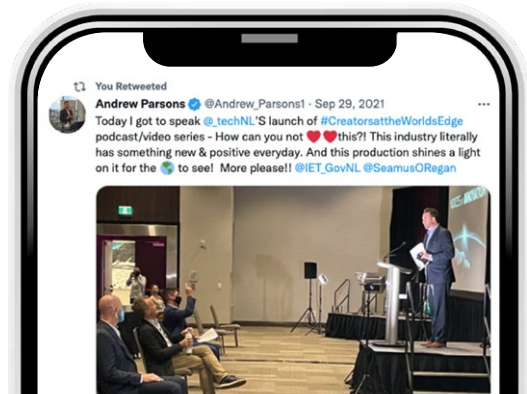 You Retweeted
Andrew Parsons @Andrew_Parsons1 · Sep 29, 2021 ...
Today I got to speak @_techNL'S launch of #CreatorsattheWorldsEdge
podcast/video series - How can you not ❤️ ❤️this?! This industry literally
has something new & positive everyday. And this production shines a light
on it for the 🌎 to see! More please!! @IET_GovNL @SeamusORegan